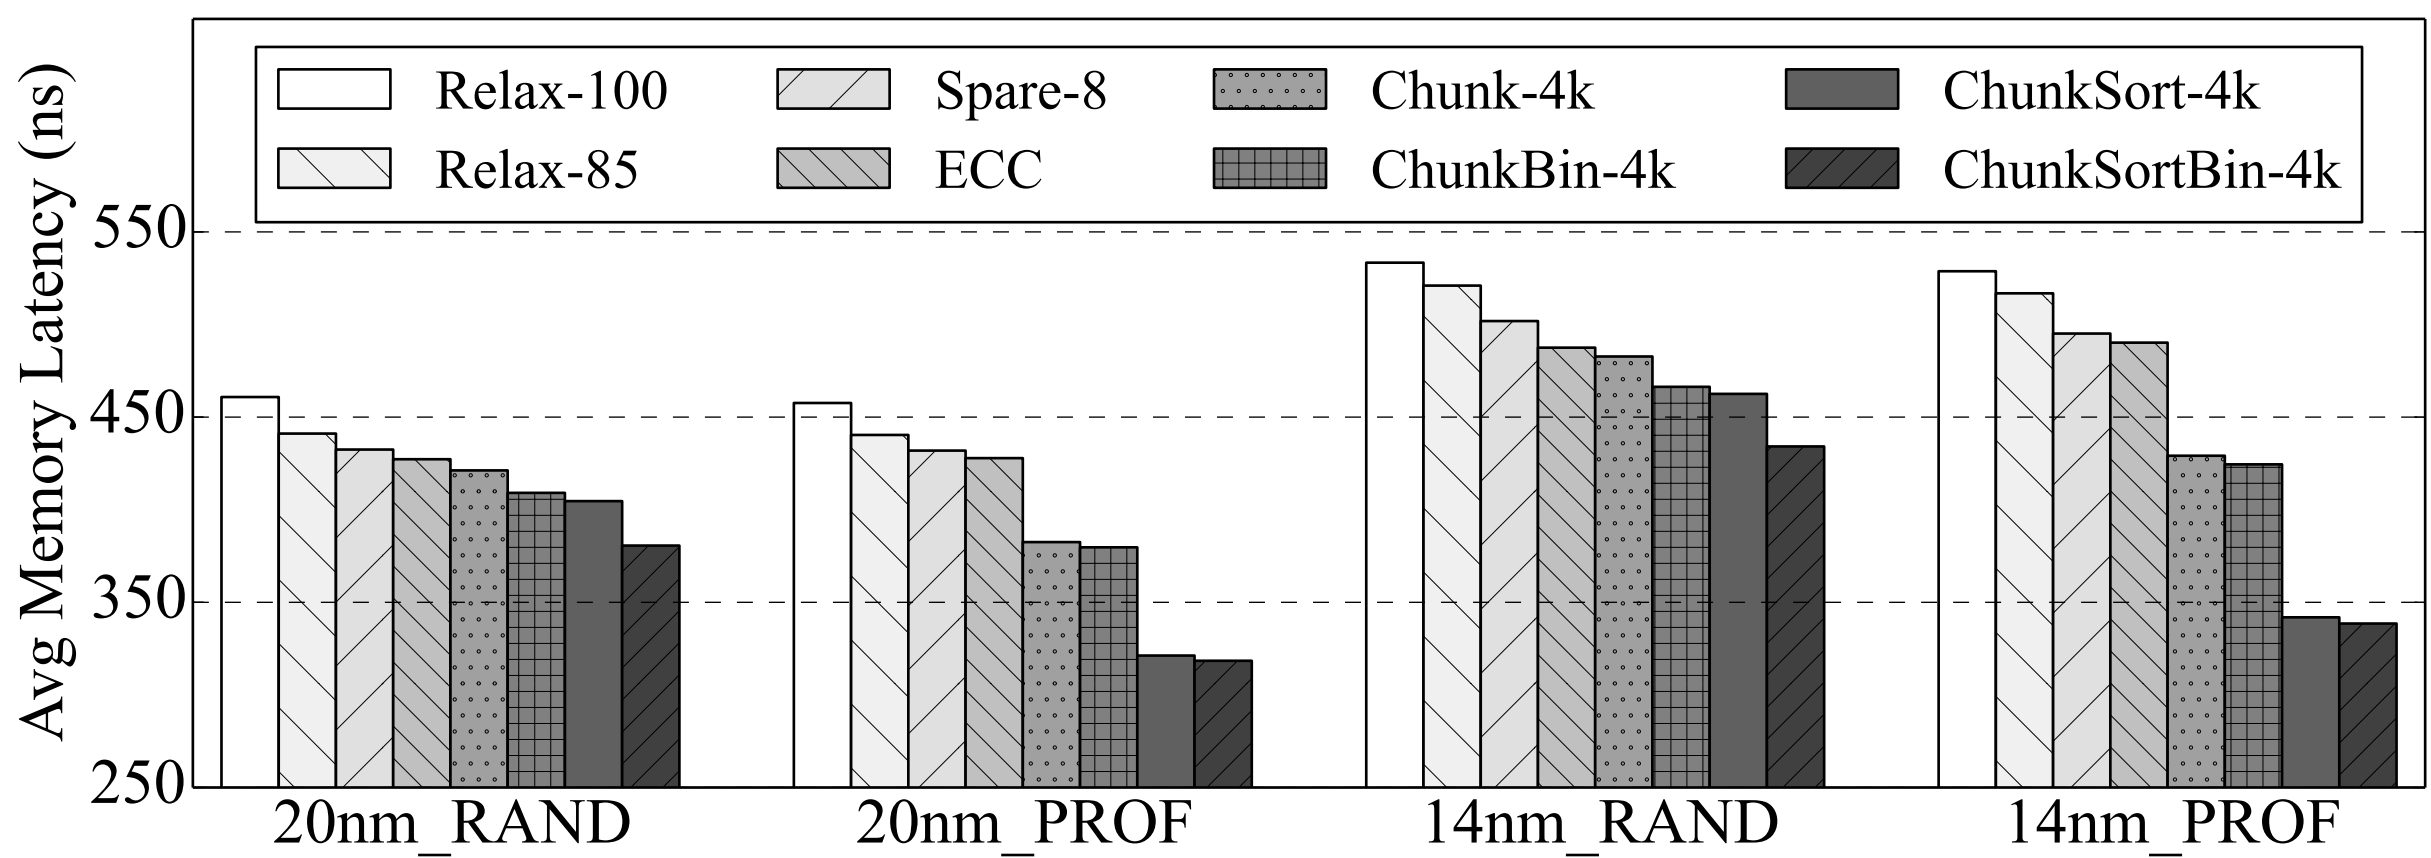 Avg Memory Latency (ns)
Relax-100 Spare-8 Chunk-4k ChunkSort-4k
Relax-85 ECC ChunkBin-4k ChunkSortBin-4k
550
450
350
250
20nm_RAND 20nm_PROF 14nm_RAND 14nm_PROF